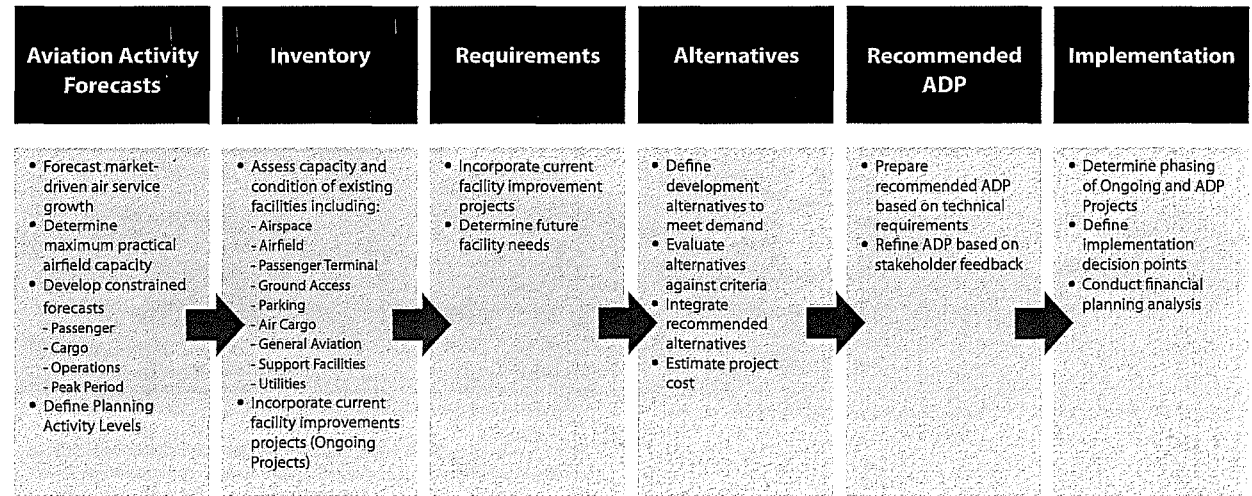 Aviation Activity
Forecasts
• Forecast market-
driven air service
growth
• Determine
maximum practical
airfield capacity
• Develop constrained
forecasts
- Passenger
- Cargo
- Operations
- Peak Period
• Define Planning
Activity Levels
Inventory
• Assess capacity and
condition of existing
facilities including:
- Airspace
- Airfield
- Passenger Terminal
- Ground Access
- Parking
- Air Cargo
- General Aviation
- Support Facilities
- Utilities
• Incorporate current
facility improvements
projects (Ongoing
Projects)
Requirements
• Incorporate current
facility improvement
projects
• Determine future
facility needs
Alternatives
• Define
development
alternatives to
meet demand
• Evaluate
alternatives
against criteria
• Integrate
recommended
alternatives
• Estimate project
cost
Recommended
ADP
• Prepare
recommended ADP
based on technical
requirements
• Refine ADP based on
stakeholder feedback
Implementation
• Determine phasing
of Ongoing and ADP
Projects
• Define
implementation
decision points
• Conduct financial
planning analysis